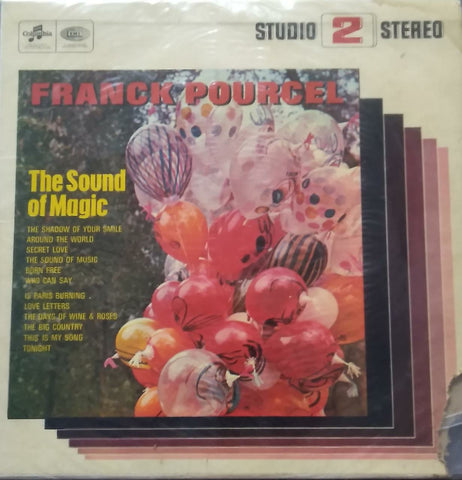 Columbia
EMI
STUDIO 2 STEREO
FRANCK POURCEL
The Sound
of Magic
THE SHADOW OF YOUR SMILE
AROUND THE WORLD
SECRET LOVE
THE SOUND OF MUSIC
BORN FREE
WHO CAN SAY
IS PARIS BURNING
LOVE LETTERS
THE DAYS OF WINE & ROSES
THE BIG COUNTRY
THIS IS MY SONG
TONIGHT